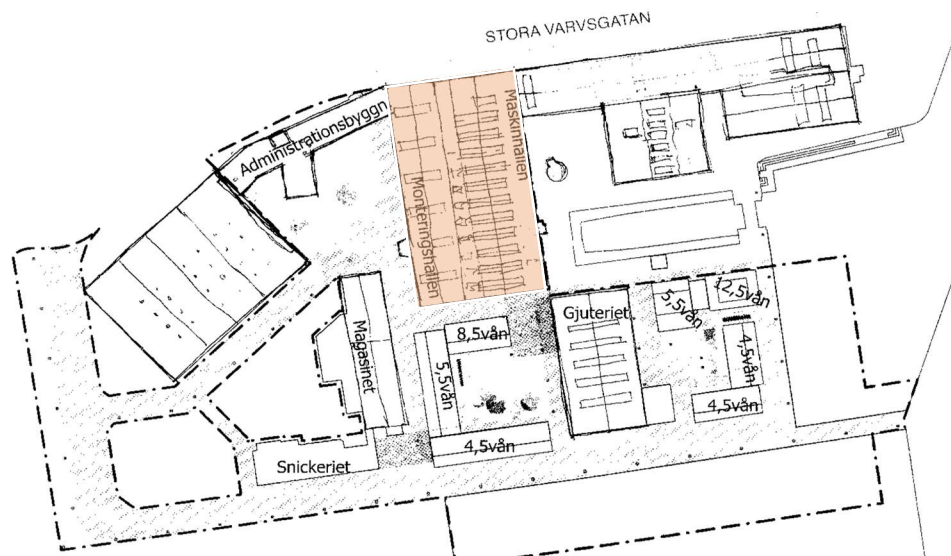 STORA VARVSGATAN
Administrationsbyggn
Maskinhallen
Monteringshallen
Magasinet
8,5vån
5,5vån
4,5vån
Snickeriet
Gjuteriet
5,5vån
12,5vån
4,5vån
4,5vån